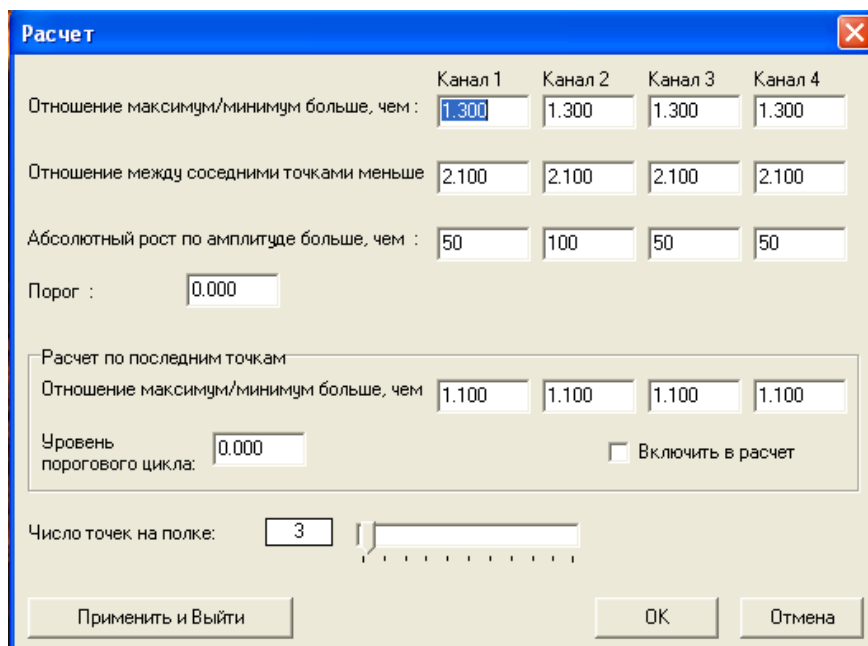 Расчет
Канал 1 Канал 2 Канал 3 Канал 4
Отношение максимум/минимум больше, чем : 1.300 1.300 1.300 1.300
Отношение между соседними точками меньше 2.100 2.100 2.100 2.100
Абсолютный рост по амплитуде больше, чем : 50 100 50 50
Порог : 0.000
Расчет по последним точкам
Отношение максимум/минимум больше, чем 1.100 1.100 1.100 1.100
Уровень
порогового цикла: 0.000 Включить в расчет
Число точек на полке: 3
Применить и Выйти OK Отмена